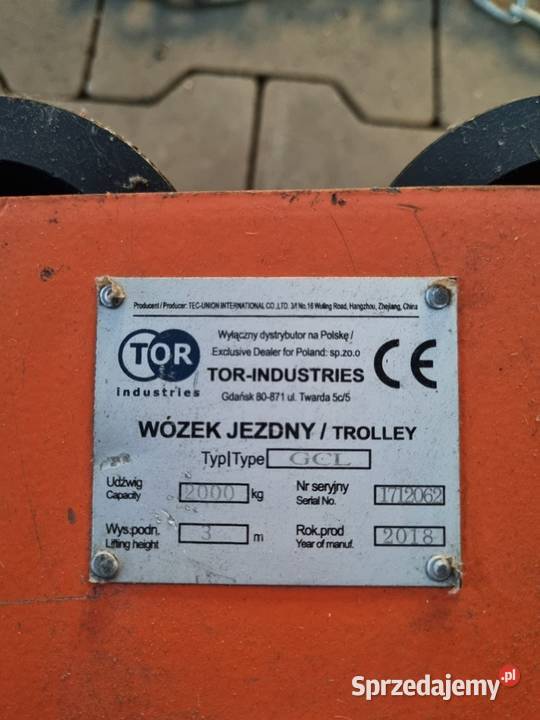 Producent / Producer: TEC-UNION INTERNATIONAL CO.,LTD. 3/f No.16 Wuling Road, Hangzhou, Zhejiang, China
TOR
industries
Wyłączny dystrybutor na Polskę /
Exclusive Dealer for Poland: sp.zo.o
TOR-INDUSTRIES
Gdańsk 80-871 ul. Twarda 5c/5
CE
WÓZEK JEZDNY / TROLLEY
Typ|Type GCL
Udźwig
Capacity
2000 kg
Nr seryjny
Serial No.
1712062
Wys.podn.
Lifting height
3 m
Rok.prod
Year of manuf.
2018
Sprzedajemy.pl